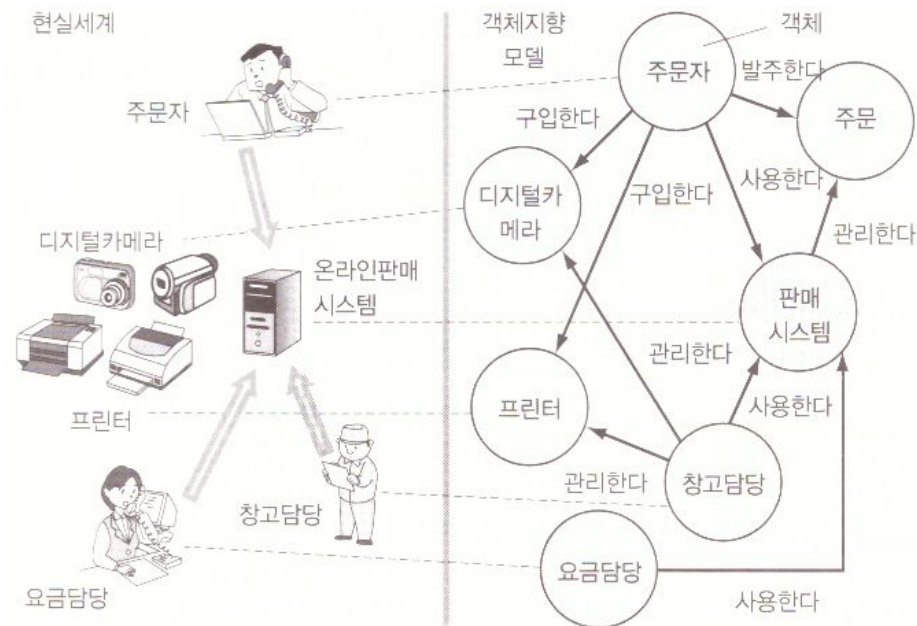 현실세계
주문자
디지털카메라
온라인판매
시스템
프린터
창고담당
요금담당
객체지향
모델
객체
주문자
발주한다
주문
구입한다
디지털카
메라
구입한다
사용한다
관리한다
판매
시스템
관리한다
프린터
사용한다
관리한다
창고담당
요금담당
사용한다